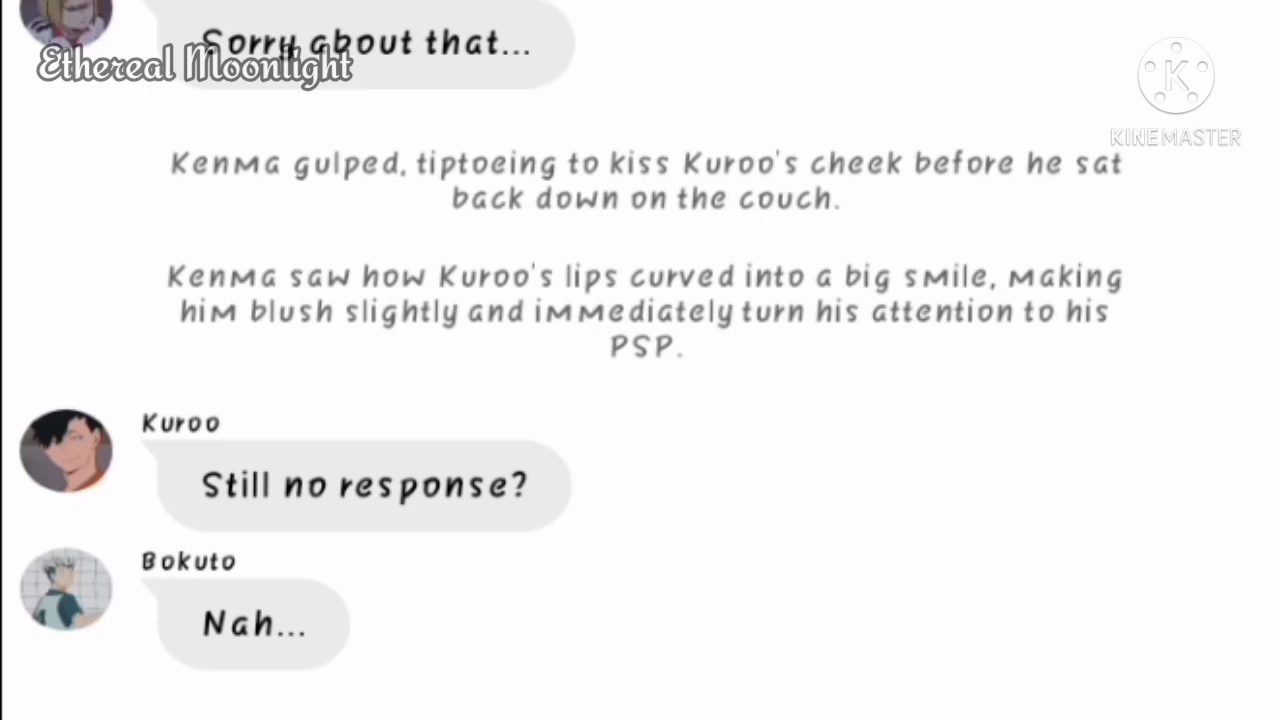 Sorry about that...
Ethereal Moonlight
K
KINEMASTER
Kenma gulped, tiptoeing to kiss Kuroo's cheek before he sat
back down on the couch.
Kenma saw how Kuroo's lips curved into a big smile, making
him blush slightly and immediately turn his attention to his
PSP.
Kuroo
Still no response?
Bokuto
Nah...